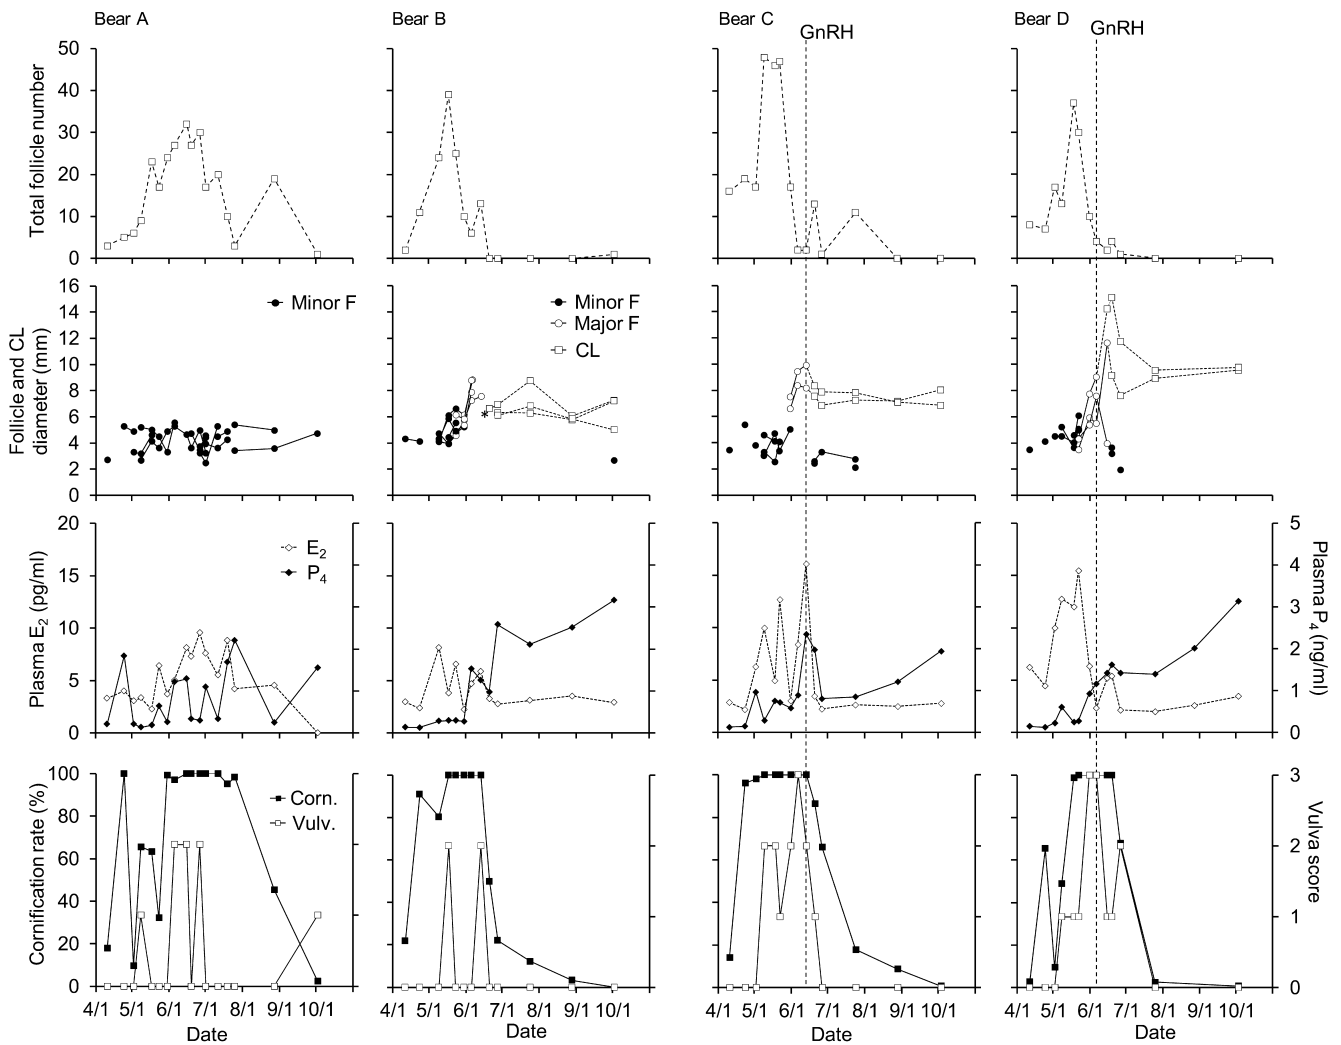 Bear A
Bear B
Bear C
Bear D
GnRH
GnRH
Total follicle number
50
40
30
20
10
0
Follicle and CL
diameter (mm)
16
14
12
10
8
6
4
2
0
Minor F
Minor F
Major F
CL
*
Plasma E2 (pg/ml)
20
15
10
5
0
E2
P4
5
4
3
2
1
0
Plasma P4 (ng/ml)
Cornification rate (%)
100
80
60
40
20
0
Corn.
Vulv.
3
2
1
0
Vulva score
4/1 5/1 6/1 7/1 8/1 9/1 10/1
4/1 5/1 6/1 7/1 8/1 9/1 10/1
4/1 5/1 6/1 7/1 8/1 9/1 10/1
4/1 5/1 6/1 7/1 8/1 9/1 10/1
Date
Date
Date
Date